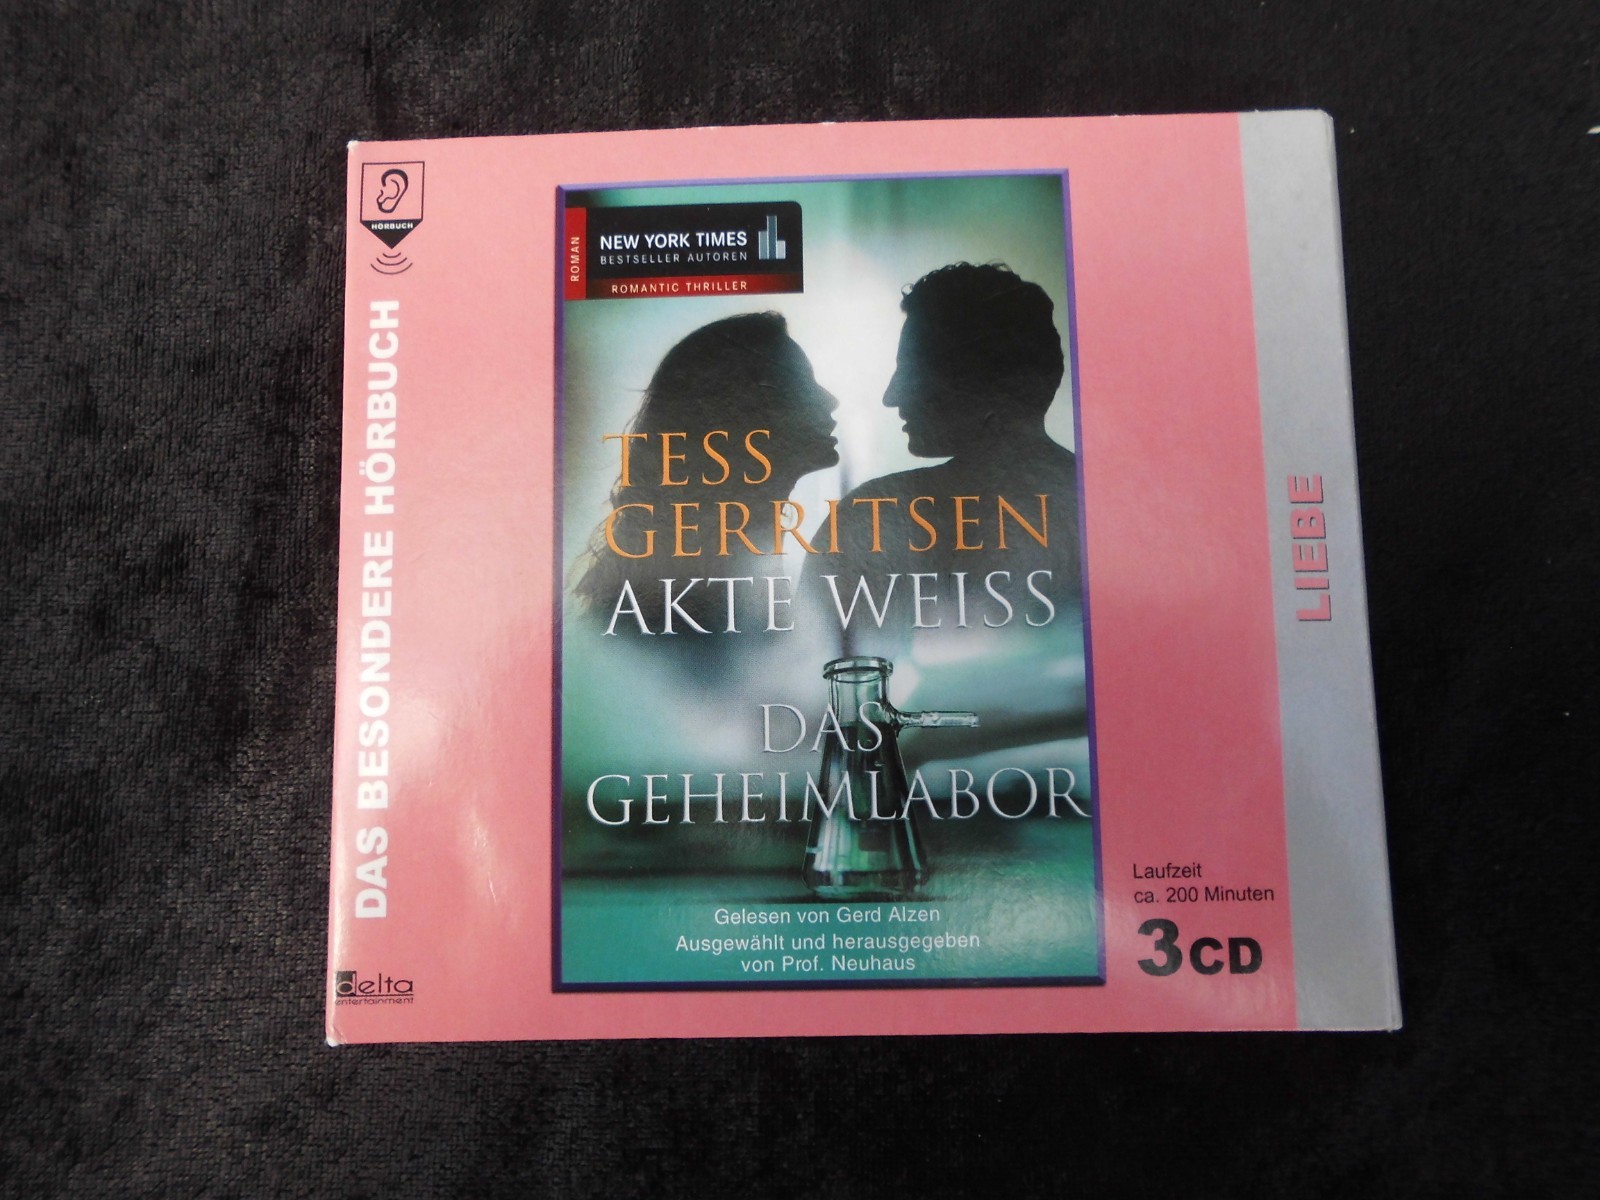 HÖRBUCH
DAS BESONDERE HÖRBUCH
delta
entertainment
ROMAN
NEW YORK TIMES
BESTSELLER AUTOREN
ROMANTIC THRILLER
TESS
GERRITSEN
AKTE WEISS
DAS
GEHEIMLABOR
Gelesen von Gerd Alzen
Ausgewählt und herausgegeben
von Prof. Neuhaus
Laufzeit
ca. 200 Minuten
3CD
LIEBE